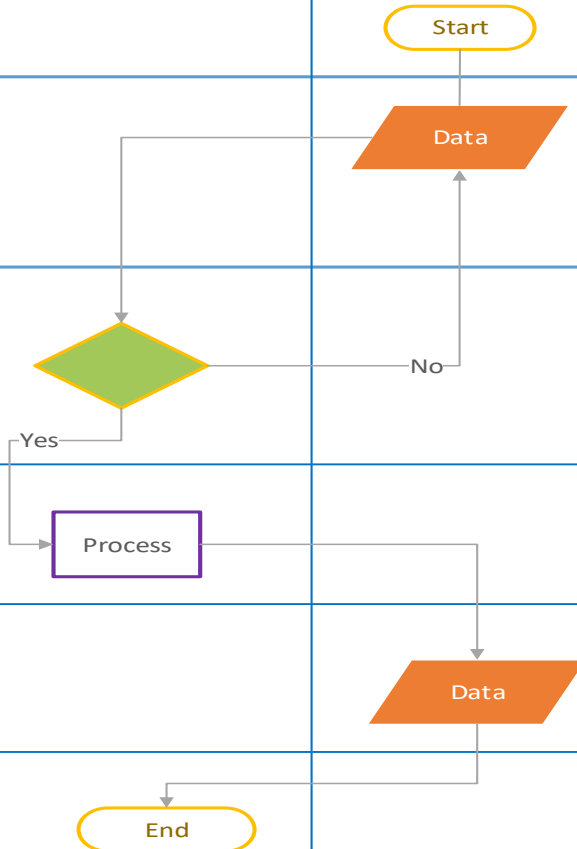 Start
Data
No
Yes
Process
Data
End